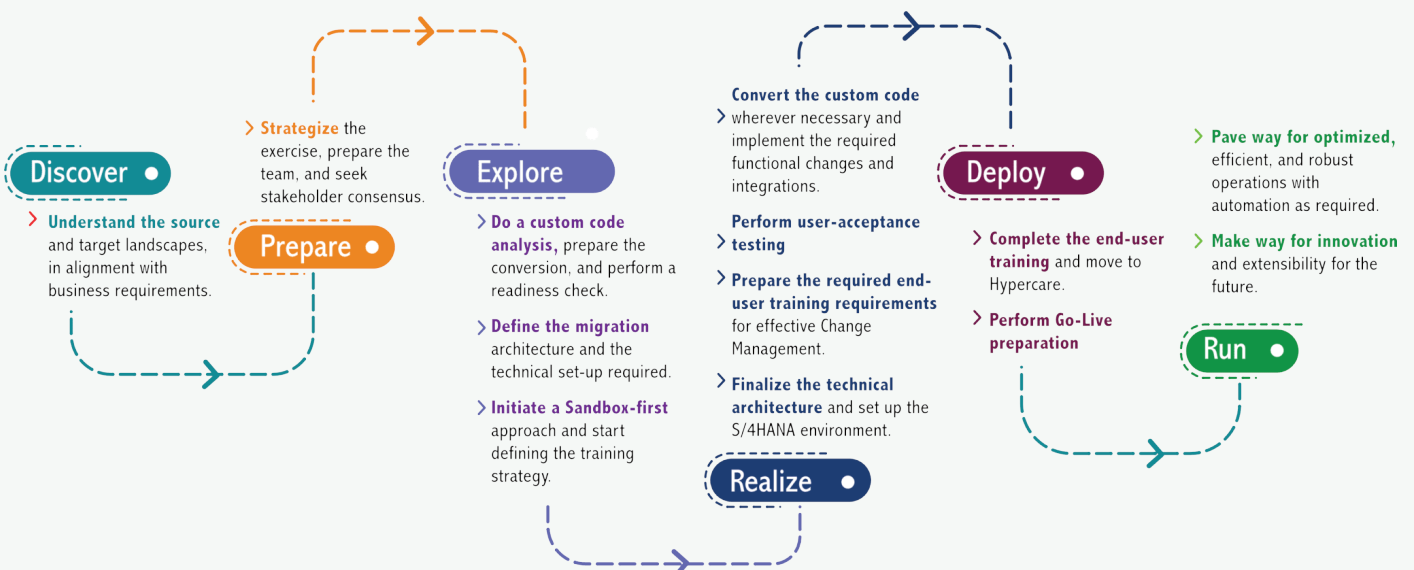 Discover
Understand the source
and target landscapes,
in alignment with
business requirements.
Strategize the
exercise, prepare the
team, and seek
stakeholder consensus.
Prepare
Explore
Do a custom code
analysis, prepare the
conversion, and perform a
readiness check.
Define the migration
architecture and the
technical set-up required.
Initiate a Sandbox-first
approach and start
defining the training
strategy.
Convert the custom code
wherever necessary and
implement the required
functional changes and
integrations.
Perform user-acceptance
testing
Prepare the required end-
user training requirements
for effective Change
Management.
Finalize the technical
architecture and set up the
S/4HANA environment.
Realize
Deploy
Complete the end-user
training and move to
Hypercare.
Perform Go-Live
preparation
Pave way for optimized,
efficient, and robust
operations with
automation as required.
Make way for innovation
and extensibility for the
future.
Run